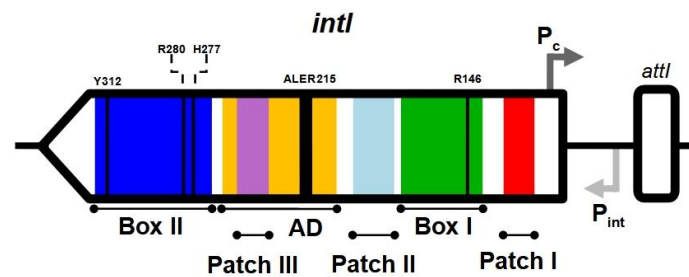 intI
R280 H277
Y312
ALER215
R146
Pc
attI
Pint
Box II
AD
Box I
Patch III
Patch II
Patch I